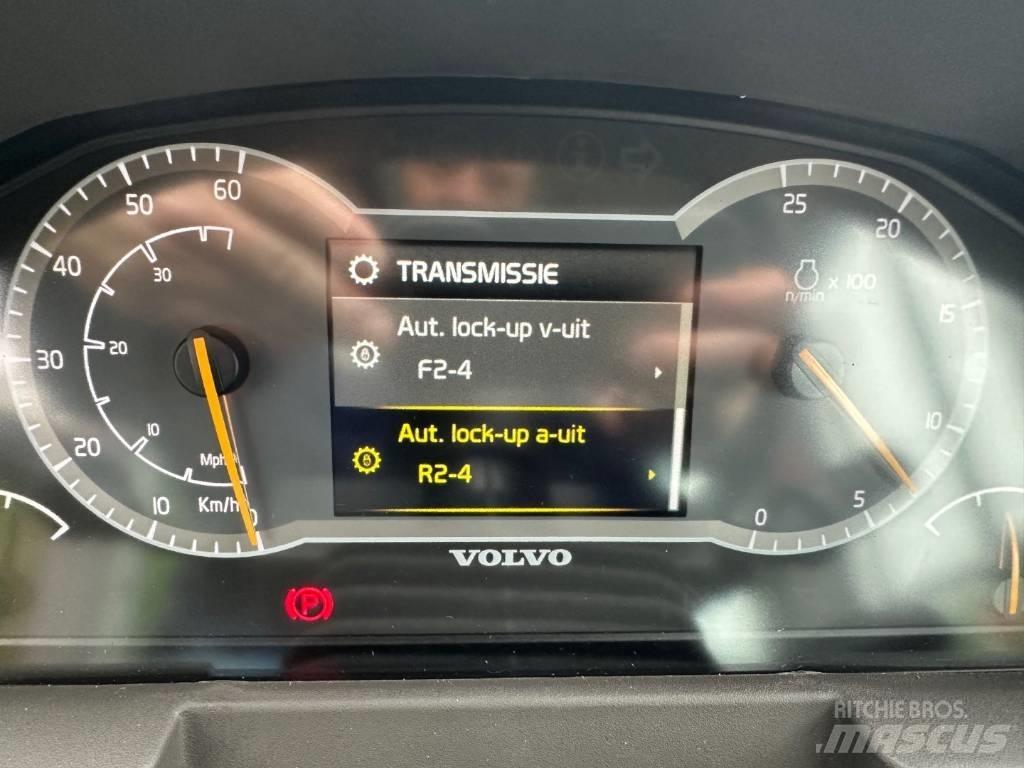 60
50
40
30
20
10
0
30
20
10
Mph
Km/h
TRANSMISSIE
Aut. lock-up v-uit
F2-4
Aut. lock-up a-uit
R2-4
25
20
15
10
5
0
x 100
n/min
VOLVO
P
RITCHIE BROS.
MASCUS